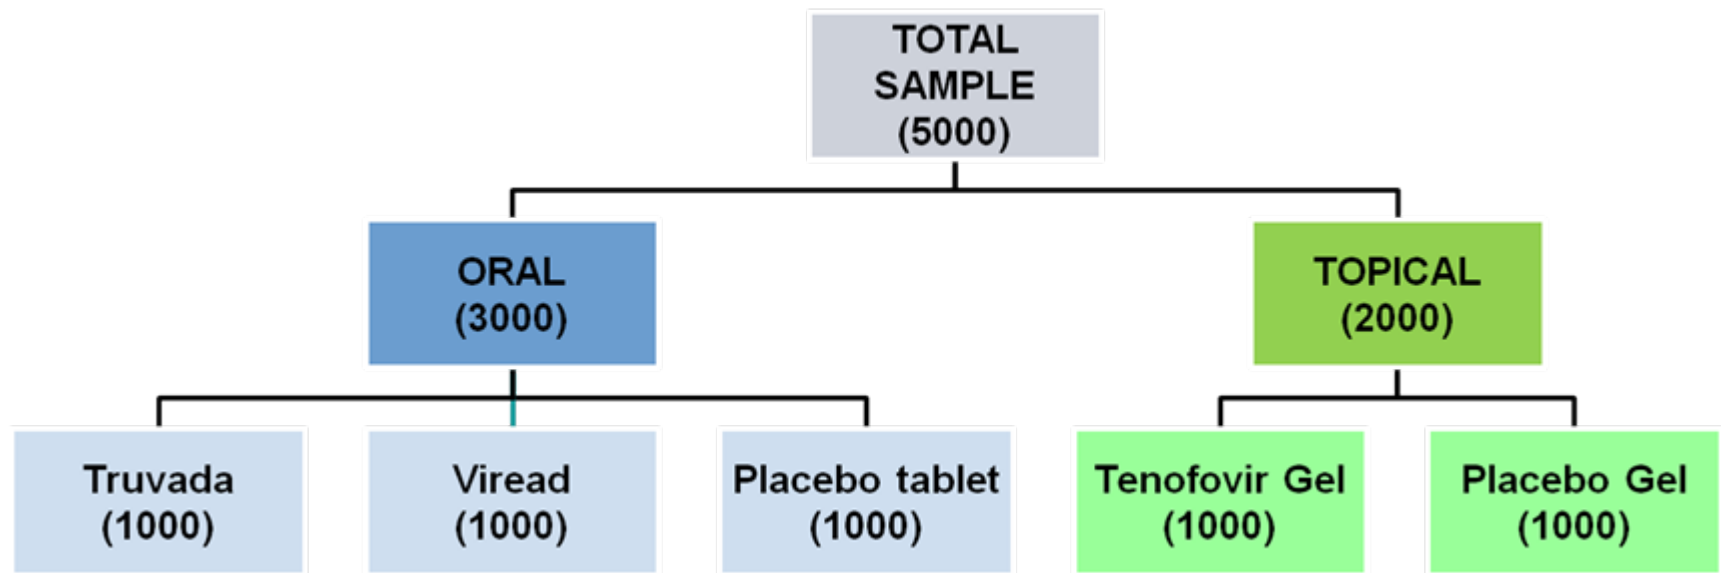 TOTAL
SAMPLE
(5000)
ORAL
(3000)
TOPICAL
(2000)
Truvada
(1000)
Viread
(1000)
Placebo tablet
(1000)
Tenofovir Gel
(1000)
Placebo Gel
(1000)